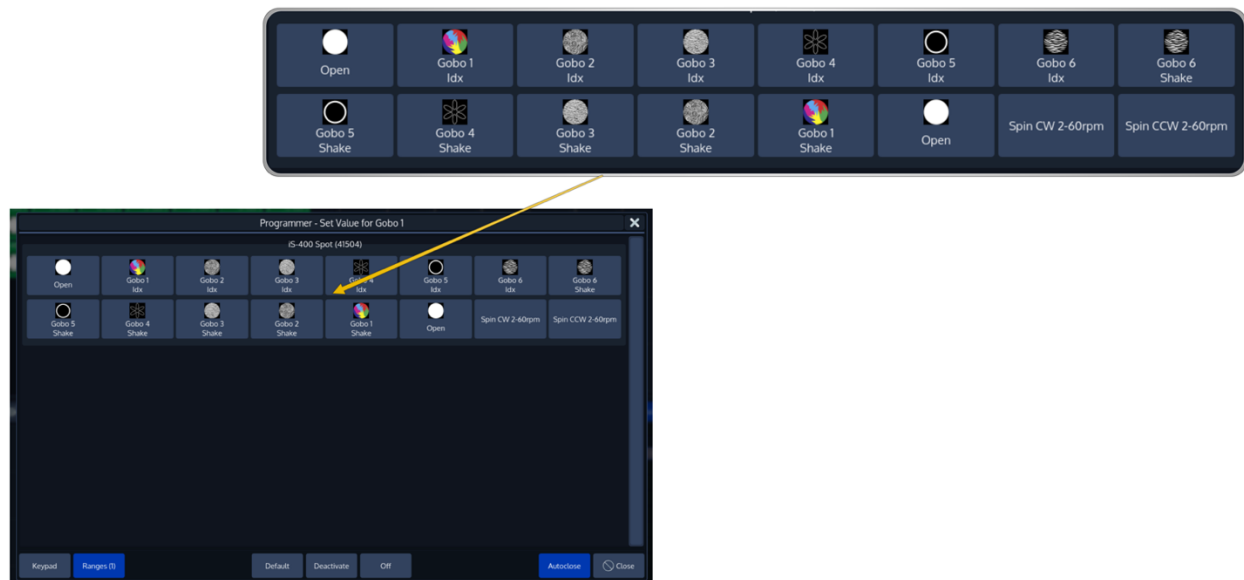 Open
Gobo 1
Idx
Gobo 2
Idx
Gobo 3
Idx
Gobo 4
Idx
Gobo 5
Idx
Gobo 6
Idx
Gobo 6
Shake
Gobo 5
Shake
Gobo 4
Shake
Gobo 3
Shake
Gobo 2
Shake
Gobo 1
Shake
Open
Spin CW 2-60rpm
Spin CCW 2-60rpm
Programmer - Set Value for Gobo 1
iS-400 Spot (41504)
Open
Gobo 1
Idx
Gobo 2
Idx
Gobo 3
Idx
Gobo 4
Idx
Gobo 5
Idx
Gobo 6
Idx
Gobo 6
Shake
Gobo 5
Shake
Gobo 4
Shake
Gobo 3
Shake
Gobo 2
Shake
Gobo 1
Shake
Open
Spin CW 2-60rpm
Spin CCW 2-60rpm
Keypad
Ranges (1)
Default
Deactivate
Off
Autoclose
Close